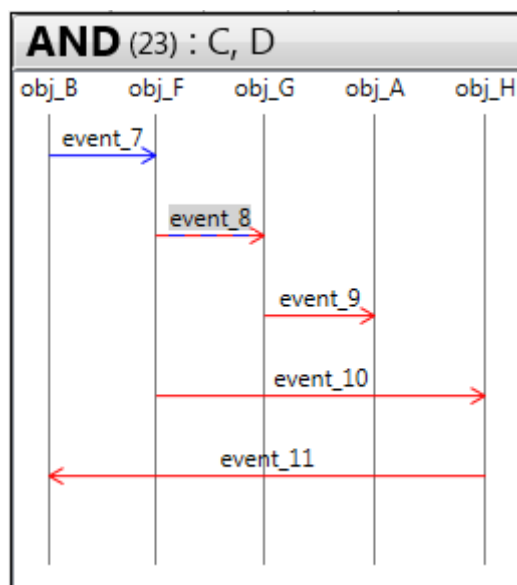 AND (23) : C, D
obj_B obj_F obj_G obj_A obj_H
event_7
event_8
event_9
event_10
event_11